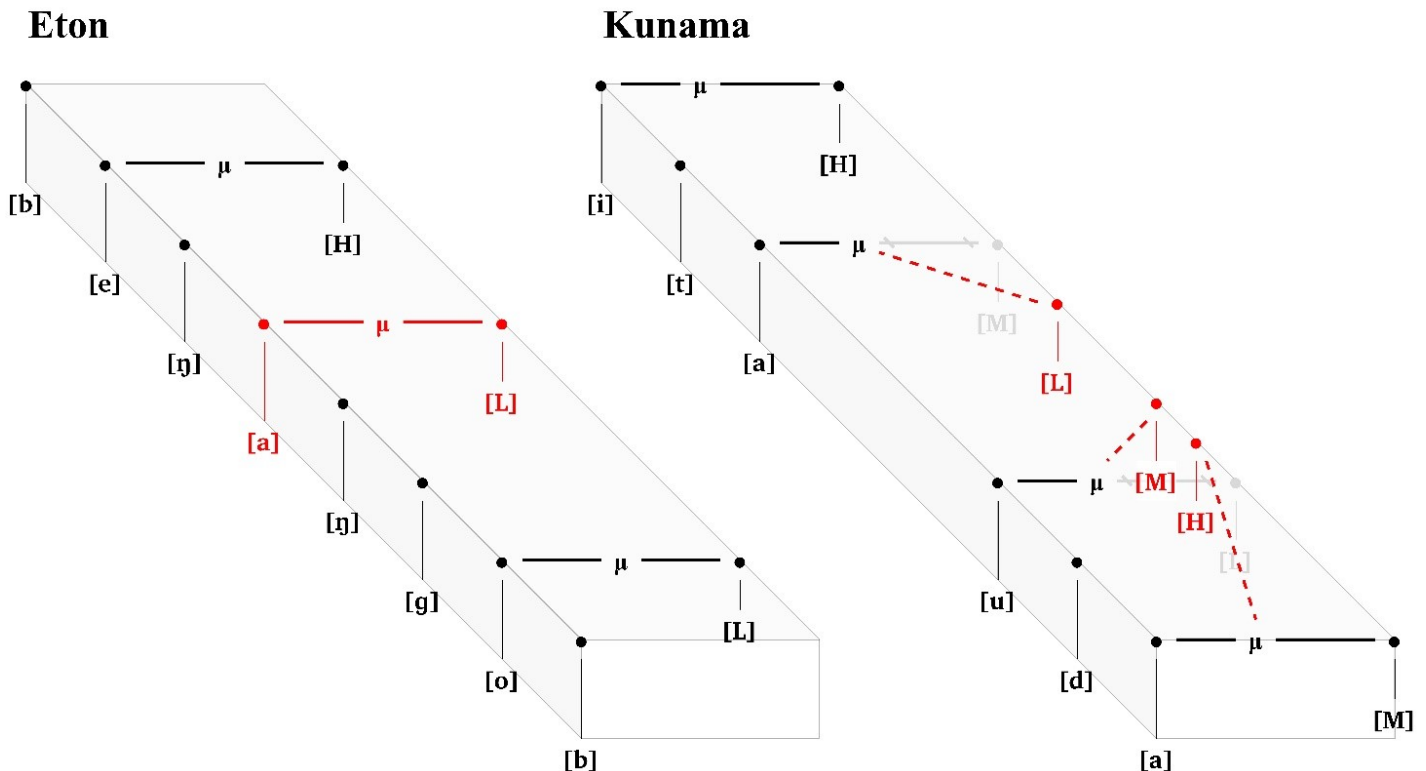 Eton
Kunama
μ
[b]
μ
[H]
[e]
[ŋ]
μ
[L]
[a]
[ŋ]
[g]
μ
[L]
[o]
[b]
[H]
[i]
[t]
μ
[M]
[a]
[L]
μ
[M]
[H]
[L]
[u]
[d]
μ
[M]
[a]